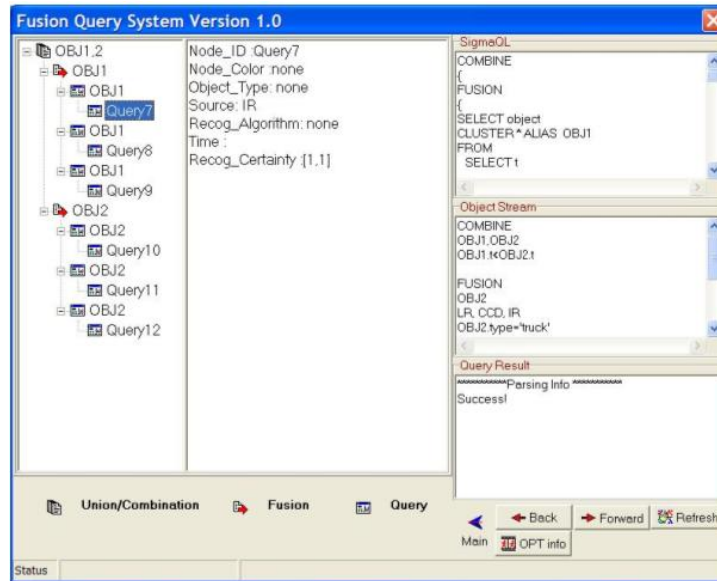 Fusion Query System Version 1.0
OBJ1,2
OBJ1
OBJ1
Query7
OBJ1
Query8
OBJ1
Query9
OBJ2
OBJ2
Query10
OBJ2
Query11
OBJ2
Query12
Node_ID :Query7
Node_Color :none
Object_Type: none
Source: IR
Recog_Algorithm: none
Time :
Recog_Certainty :[1,1]
SigmaQL
COMBINE
{
FUSION
{
SELECT object
CLUSTER * ALIAS OBJ1
FROM
SELECT t
Object Stream
COMBINE
OBJ1,OBJ2
OBJ1.t<OBJ2.t
FUSION
OBJ2
LR, CCD, IR
OBJ2.type='truck'
Query Result
***********Parsing Info ***********
Success!
Union/Combination
Fusion
Query
Main
Back
Forward
Refresh
OPT info
Status